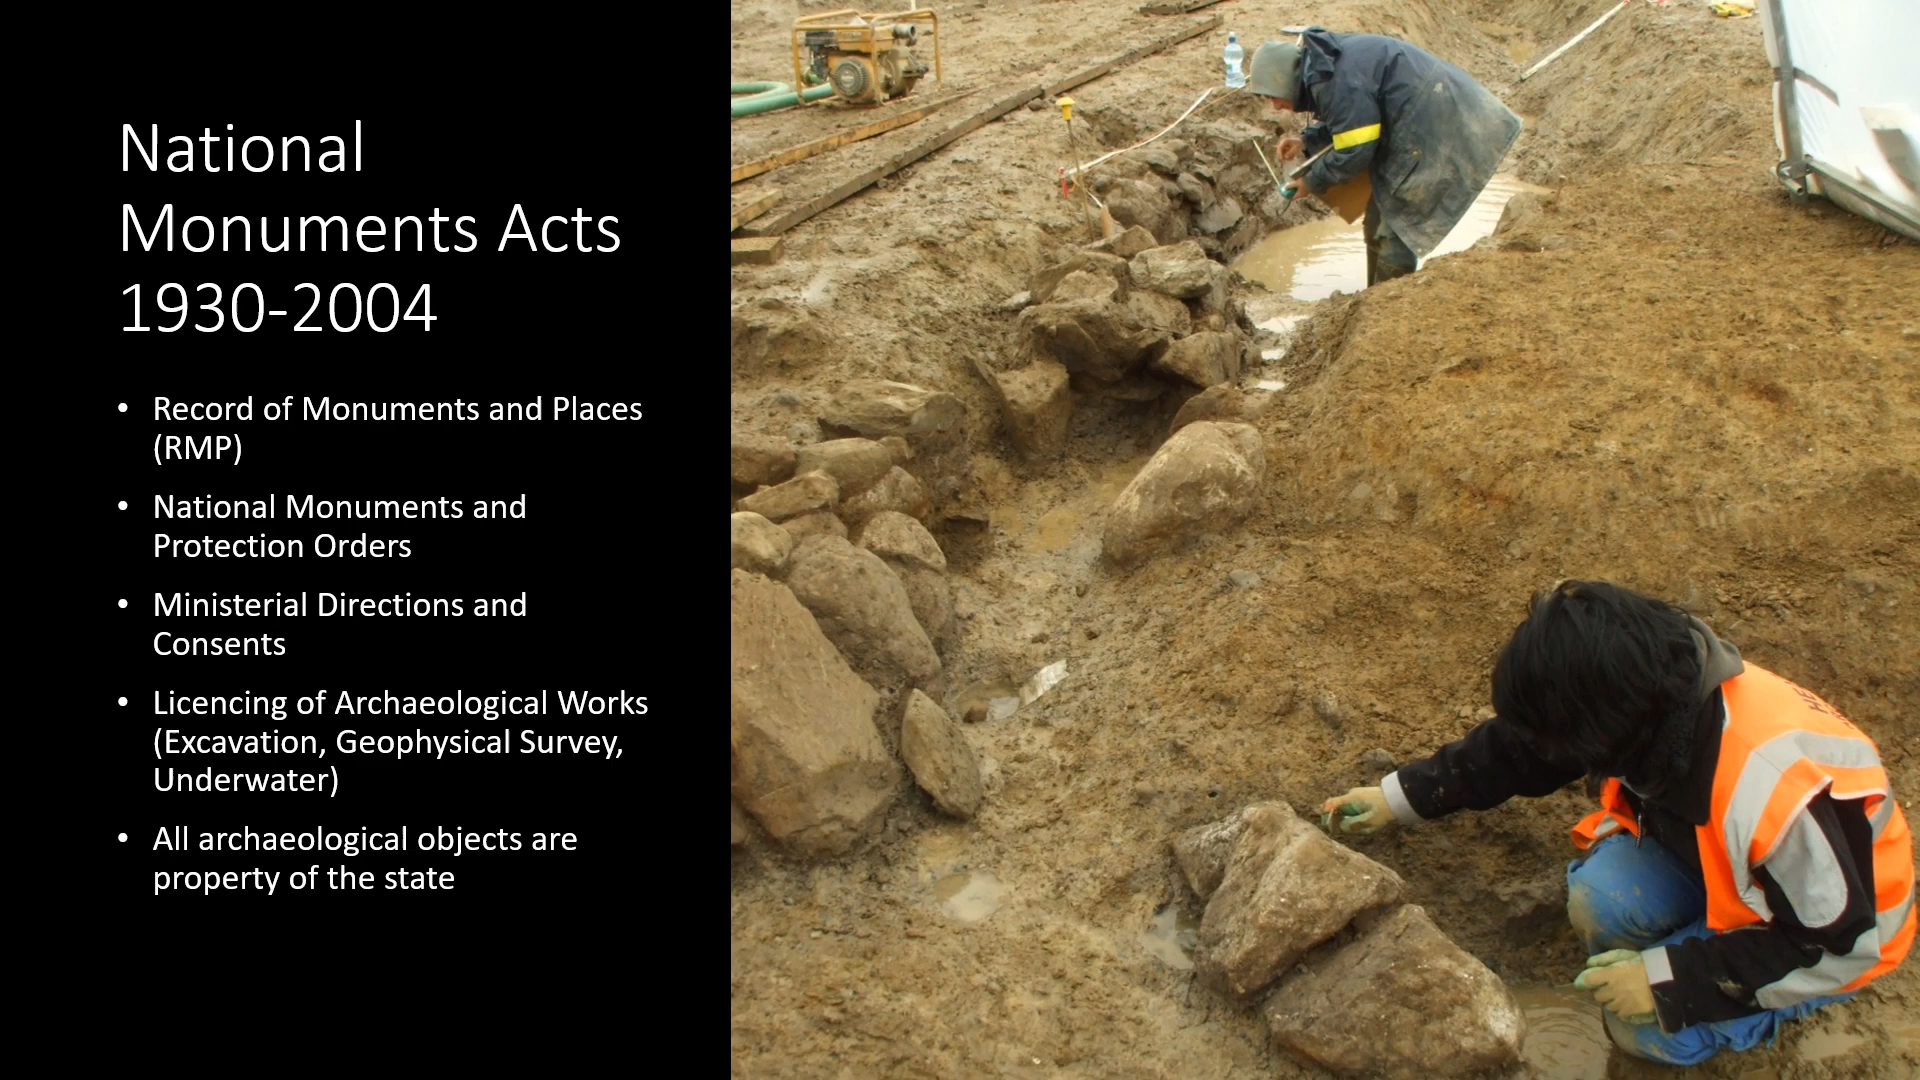 National
Monuments Acts
1930-2004
• Record of Monuments and Places
(RMP)
• National Monuments and
Protection Orders
• Ministerial Directions and
Consents
• Licencing of Archaeological Works
(Excavation, Geophysical Survey,
Underwater)
• All archaeological objects are
property of the state